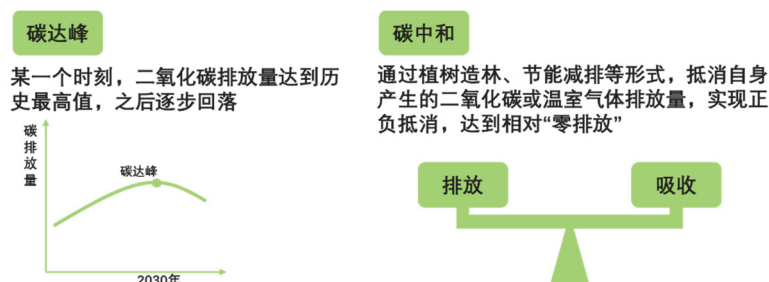 碳达峰
某一个时刻，二氧化碳排放量达到历
史最高值，之后逐步回落
碳排放量
碳达峰
2030年
碳中和
通过植树造林、节能减排等形式，抵消自身
产生的二氧化碳或温室气体排放量，实现正
负抵消，达到相对“零排放”
排放
吸收